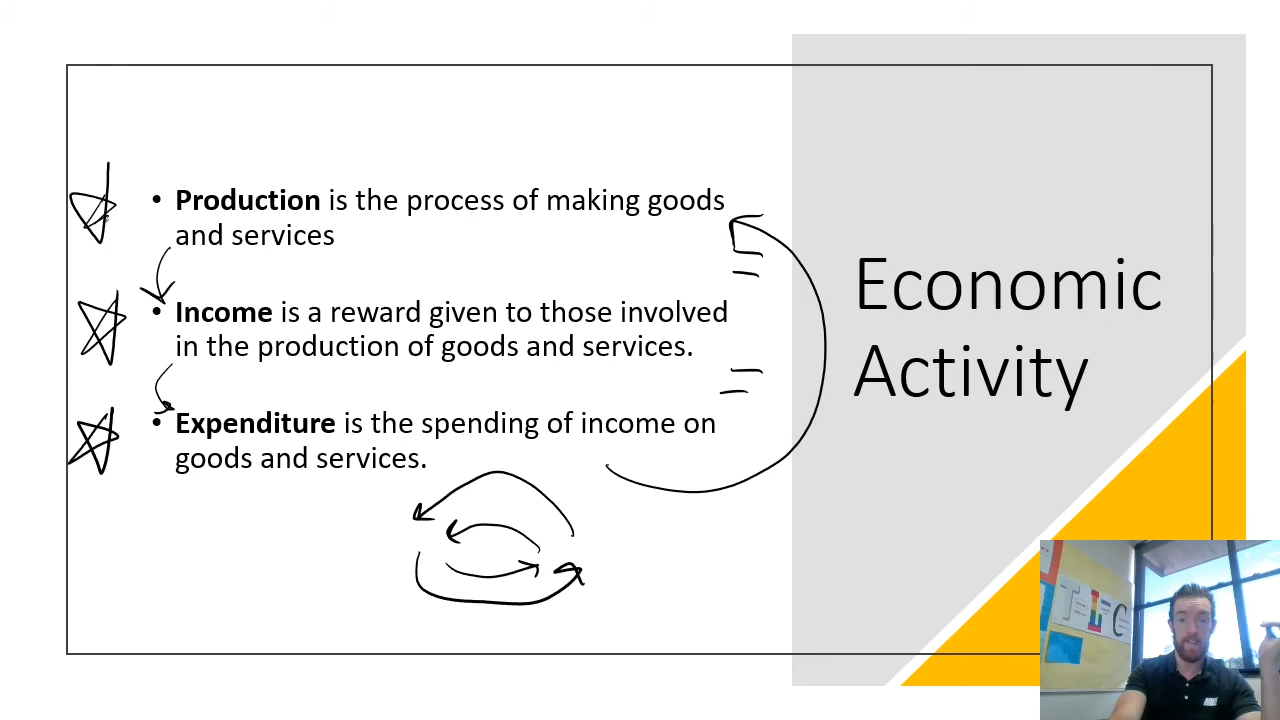 • Production is the process of making goods
and services
• Income is a reward given to those involved
in the production of goods and services.
• Expenditure is the spending of income on
goods and services.
Economic
Activity